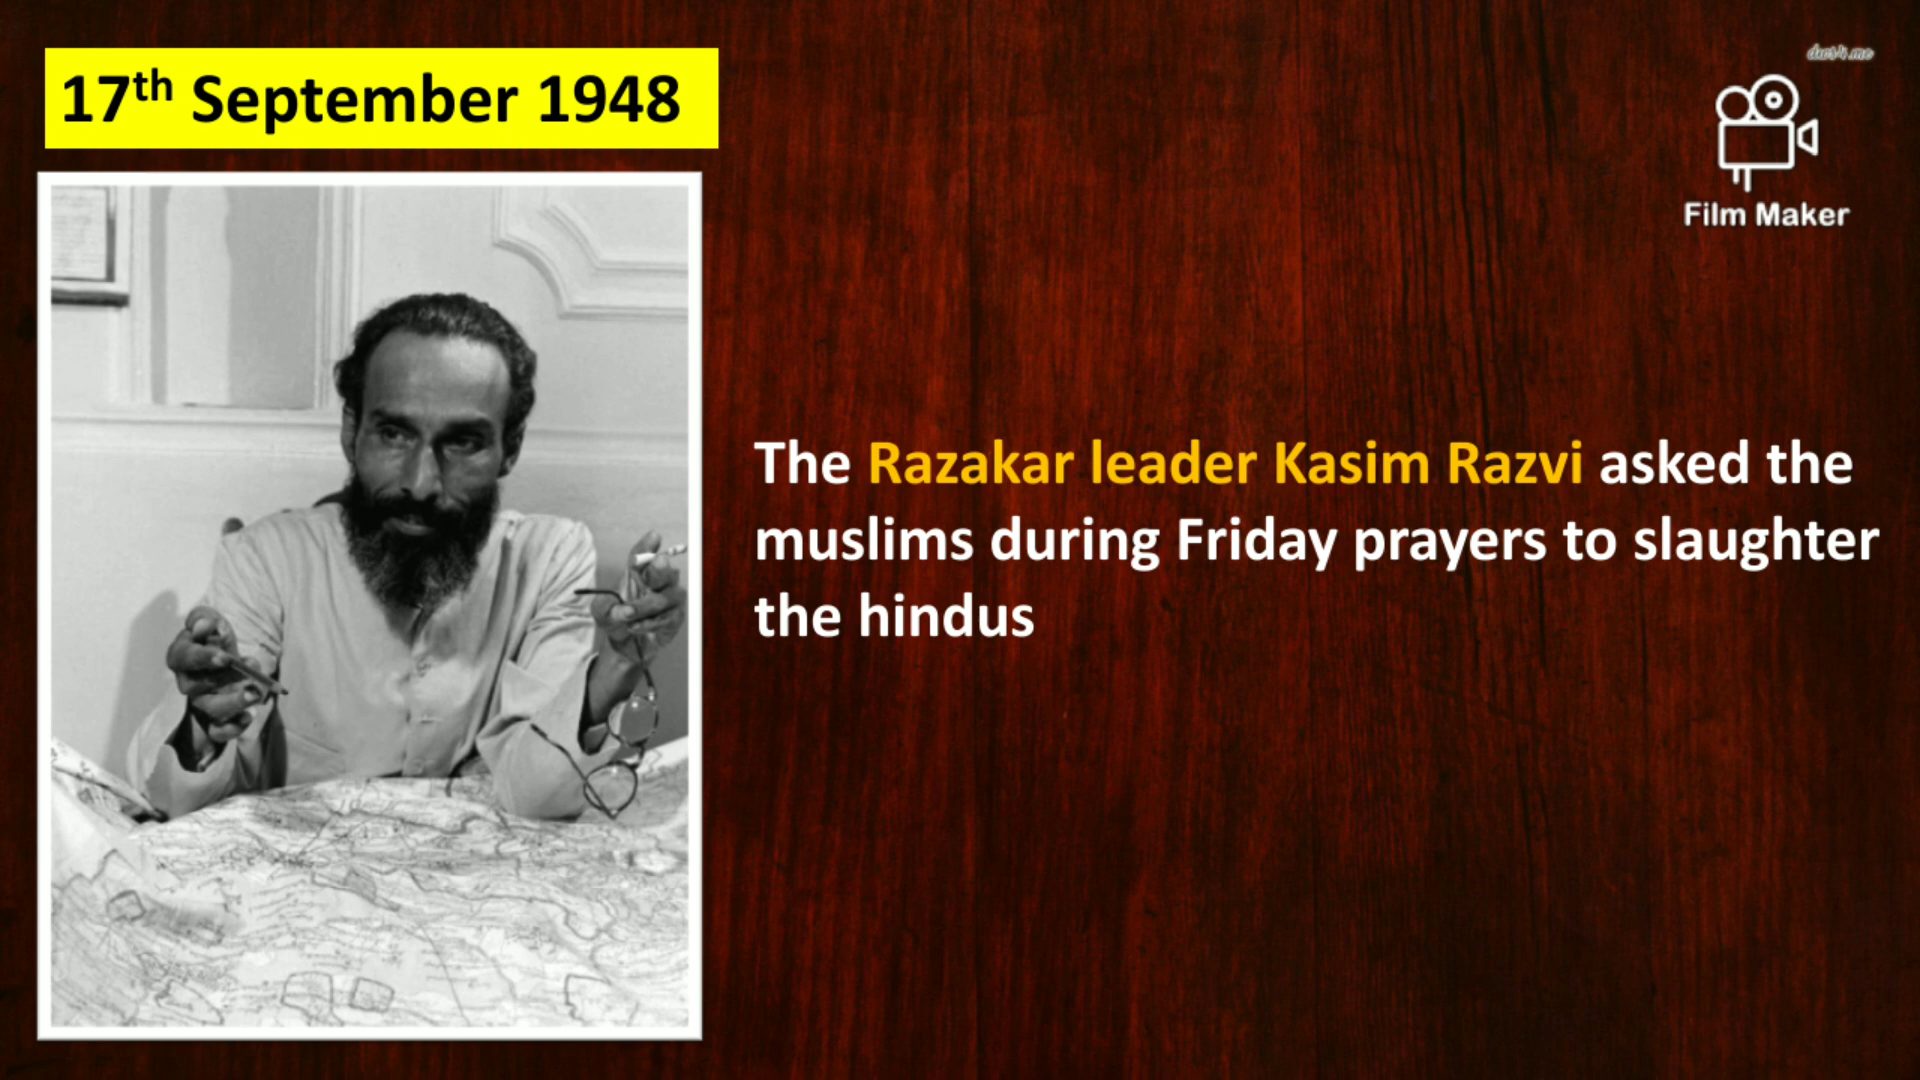 17th September 1948
Film Maker
The Razakar leader Kasim Razvi asked the
muslims during Friday prayers to slaughter
the hindus